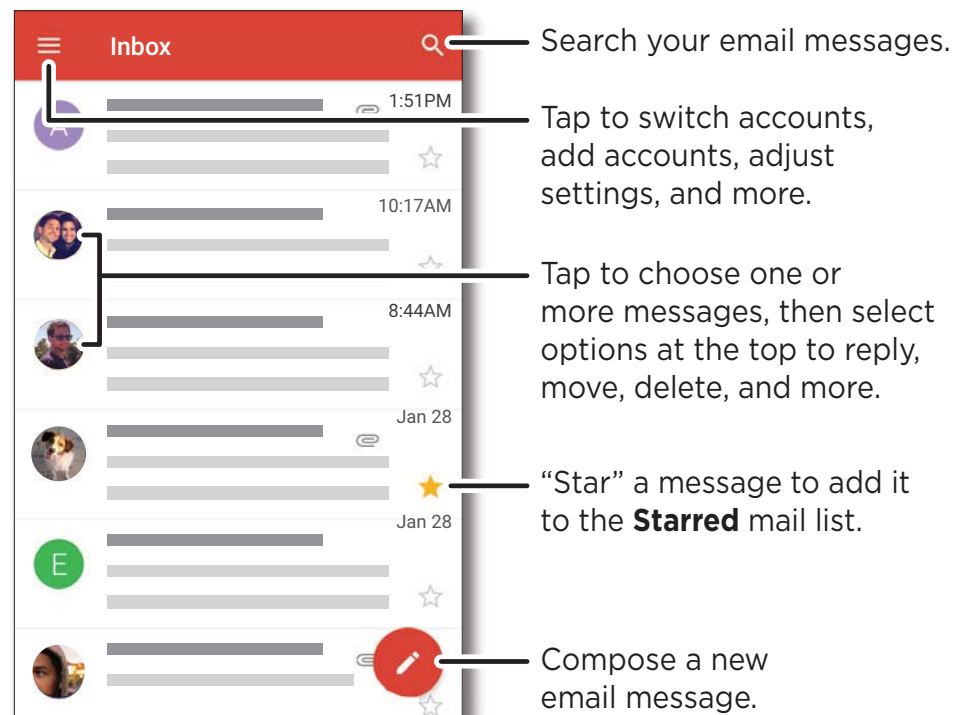 Inbox
Search your email messages.
1:51PM
A
Tap to switch accounts,
add accounts, adjust
settings, and more.
10:17AM
Tap to choose one or
more messages, then select
options at the top to reply,
move, delete, and more.
8:44AM
Jan 28
“Star” a message to add it
to the Starred mail list.
Jan 28
E
Compose a new
email message.